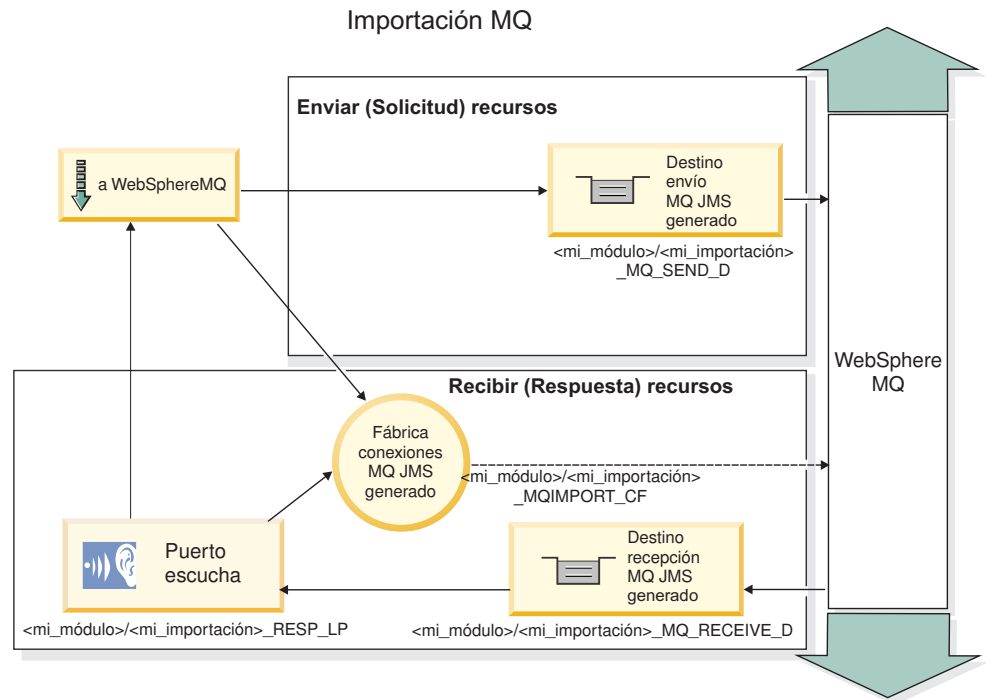 Importación MQ
Enviar (Solicitud) recursos
a WebSphereMQ
Destino
envío
MQ JMS
generado
<mi_módulo>/<mi_importación>
_MQ_SEND_D
WebSphere
MQ
Recibir (Respuesta) recursos
Fábrica
conexiones
MQ JMS
generado
<mi_módulo>/<mi_importación>
_MQIMPORT_CF
Puerto
escucha
<mi_módulo>/<mi_importación>_RESP_LP
Destino
recepción
MQ JMS
generado
<mi_módulo>/<mi_importación>_MQ_RECEIVE_D